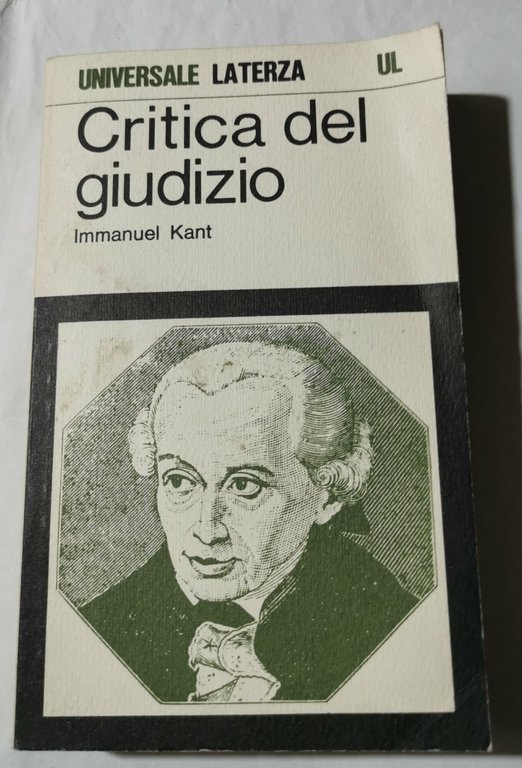 UNIVERSALE LATERZA UL
Critica del
giudizio
Immanuel Kant